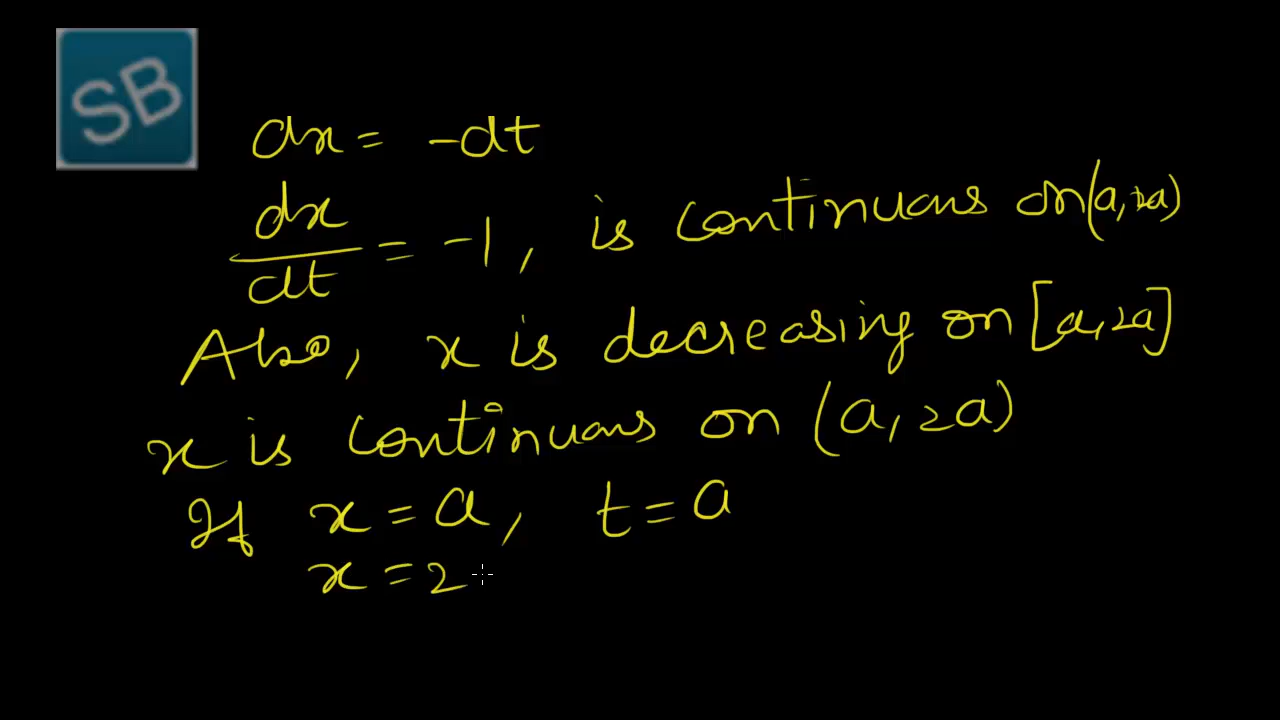 SB
dx = -dt
dx/dt = -1, is continuous on (a, 2a)
Also, x is decreasing on [a, 2a]
x is continuous on (a, 2a)
If x = a, t = a
x = 2